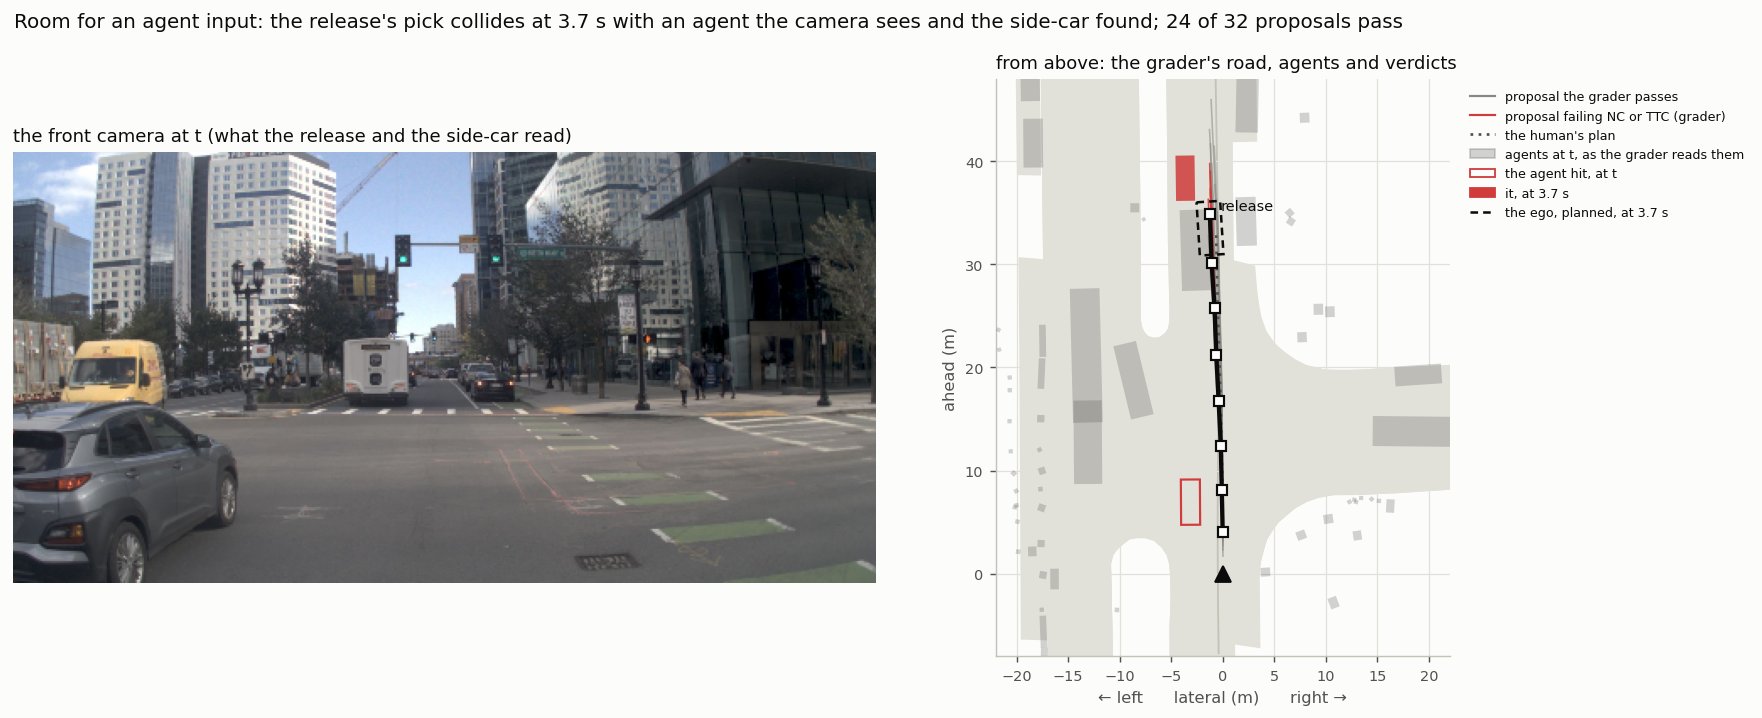 Room for an agent input: the release's pick collides at 3.7 s with an agent the camera sees and the side-car found; 24 of 32 proposals pass
the front camera at t (what the release and the side-car read)
from above: the grader's road, agents and verdicts
release
40
30
20
10
0
ahead (m)
−20 −15 −10 −5 0 5 10 15 20
← left lateral (m) right →
proposal the grader passes
proposal failing NC or TTC (grader)
the human's plan
agents at t, as the grader reads them
the agent hit, at t
it, at 3.7 s
the ego, planned, at 3.7 s